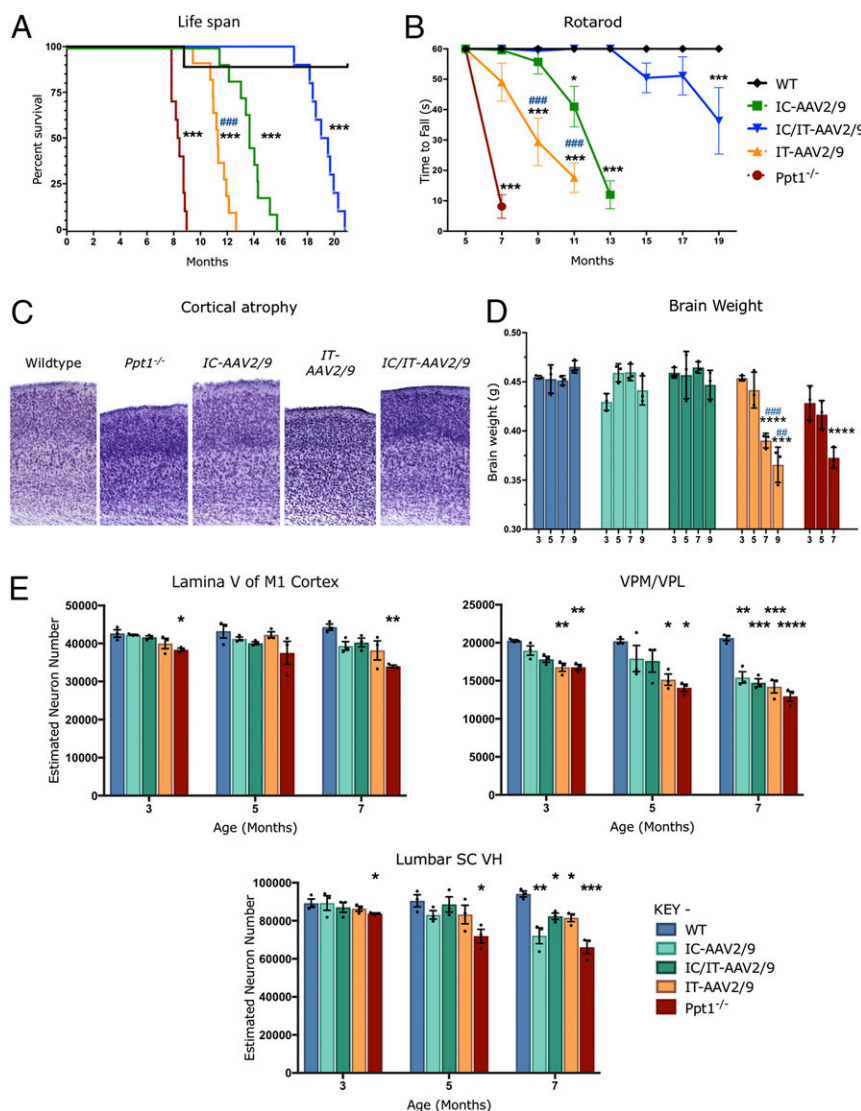 A
Life span
Percent survival
100
75
50
25
0
***
###
***
***
***
0 2 4 6 8 10 12 14 16 18 20
Months
B
Rotarod
Time to Fall (s)
60
50
40
30
20
10
0
***
###
***
*
###
***
***
***
5 7 9 11 13 15 17 19
Months
WT
IC-AAV2/9
IC/IT-AAV2/9
IT-AAV2/9
Ppt1-/-
C
Cortical atrophy
Wildtype
Ppt1-/-
IC-AAV2/9
IT-
AAV2/9
IC/IT-AAV2/9
D
Brain Weight
Brain weight (g)
0.50
0.45
0.40
0.35
0.30
###
****
##
***
****
3 5 7 9 3 5 7 9 3 5 7 9 3 5 7 9 3 5 7
E
Lamina V of M1 Cortex
Estimated Neuron Number
50000
40000
30000
20000
10000
0
*
**
3 5 7
Age (Months)
VPM/VPL
25000
20000
15000
10000
5000
0
**
**
*
*
**
***
***
****
3 5 7
Age (Months)
Lumbar SC VH
Estimated Neuron Number
100000
80000
60000
40000
20000
0
*
*
**
*
*
***
3 5 7
Age (Months)
KEY -
WT
IC-AAV2/9
IC/IT-AAV2/9
IT-AAV2/9
Ppt1-/-